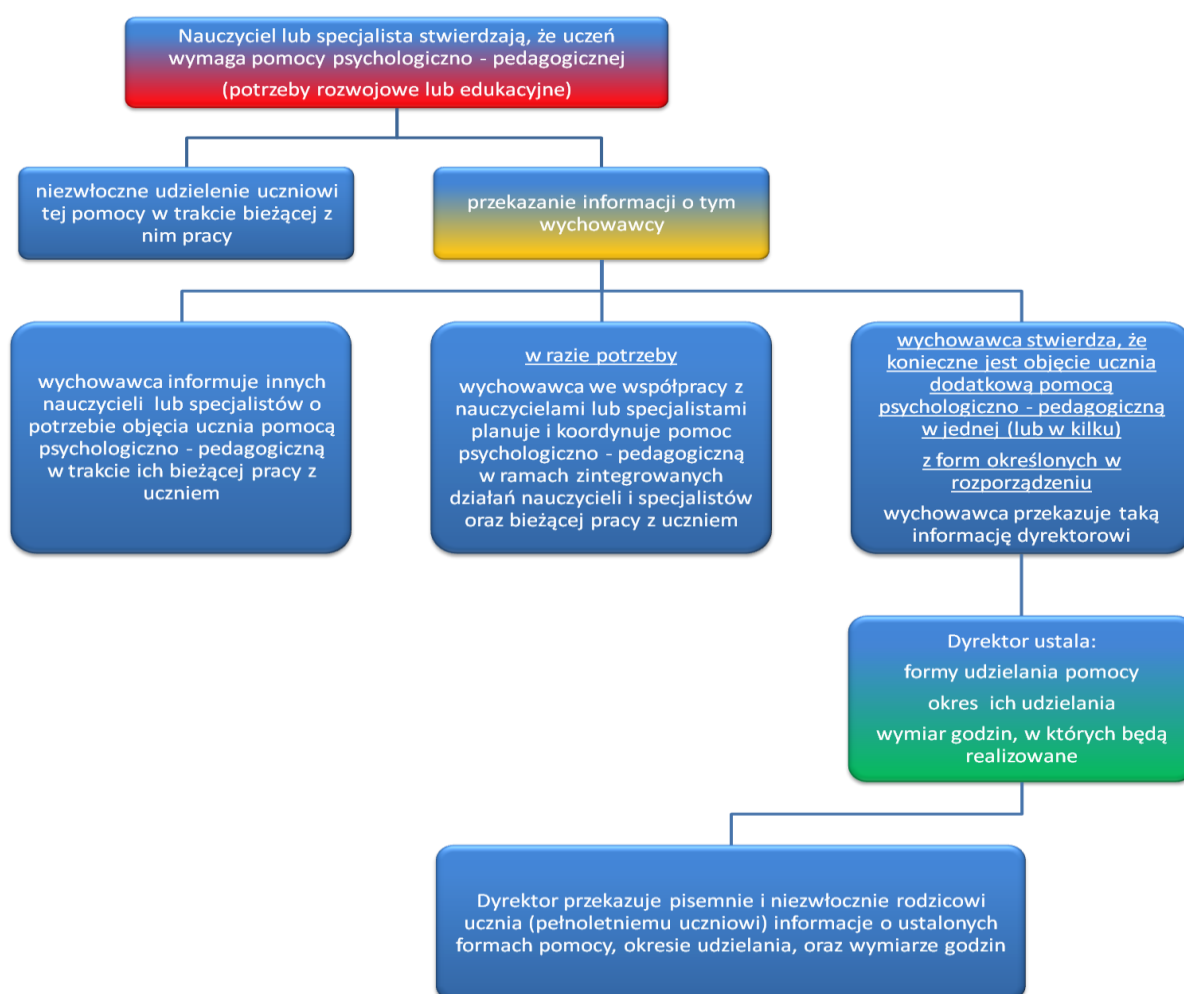 Nauczyciel lub specjalista stwierdzają, że uczeń
wymaga pomocy psychologiczno - pedagogicznej
(potrzeby rozwojowe lub edukacyjne)
niezwłoczne udzielenie uczniowi
tej pomocy w trakcie bieżącej z
nim pracy
przekazanie informacji o tym
wychowawcy
wychowawca informuje innych
nauczycieli lub specjalistów o
potrzebie objęcia ucznia pomocą
psychologiczno - pedagogiczną
w trakcie ich bieżącej pracy z
uczniem
w razie potrzeby
wychowawca we współpracy z
nauczycielami lub specjalistami
planuje i koordynuje pomoc
psychologiczno - pedagogiczną
w ramach zintegrowanych
działań nauczycieli i specjalistów
oraz bieżącej pracy z uczniem
wychowawca stwierdza, że
konieczne jest objęcie ucznia
dodatkową pomocą
psychologiczno - pedagogiczną
w jednej (lub w kilku)
z form określonych w
rozporządzeniu
wychowawca przekazuje taką
informację dyrektorowi
Dyrektor ustala:
formy udzielania pomocy
okres ich udzielania
wymiar godzin, w których będą
realizowane
Dyrektor przekazuje pisemnie i niezwłocznie rodzicowi
ucznia (pełnoletniemu uczniowi) informacje o ustalonych
formach pomocy, okresie udzielania, oraz wymiarze godzin